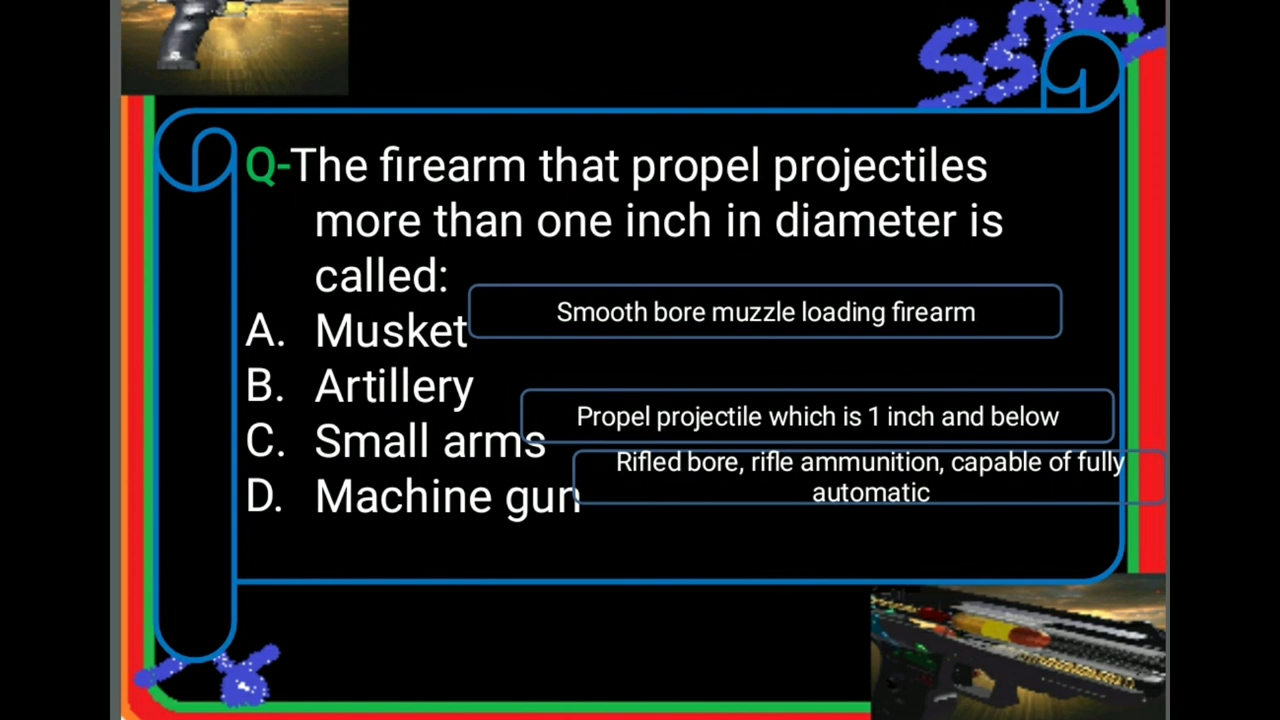 Q-The firearm that propel projectiles
more than one inch in diameter is
called:
A. Musket
Smooth bore muzzle loading firearm
B. Artillery
C. Small arms
Propel projectile which is 1 inch and below
D. Machine gun
Rifled bore, rifle ammunition, capable of fully
automatic